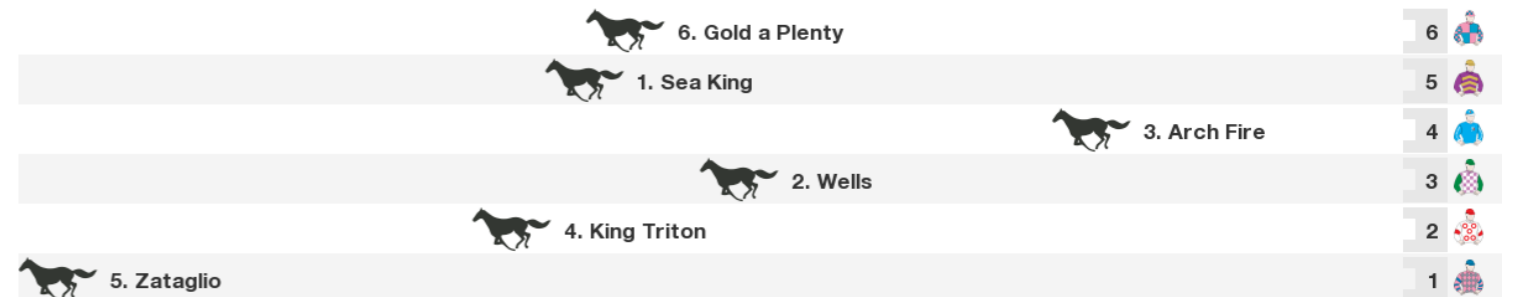 6. Gold a Plenty 6
1. Sea King 5
3. Arch Fire 4
2. Wells 3
4. King Triton 2
5. Zataglio 1